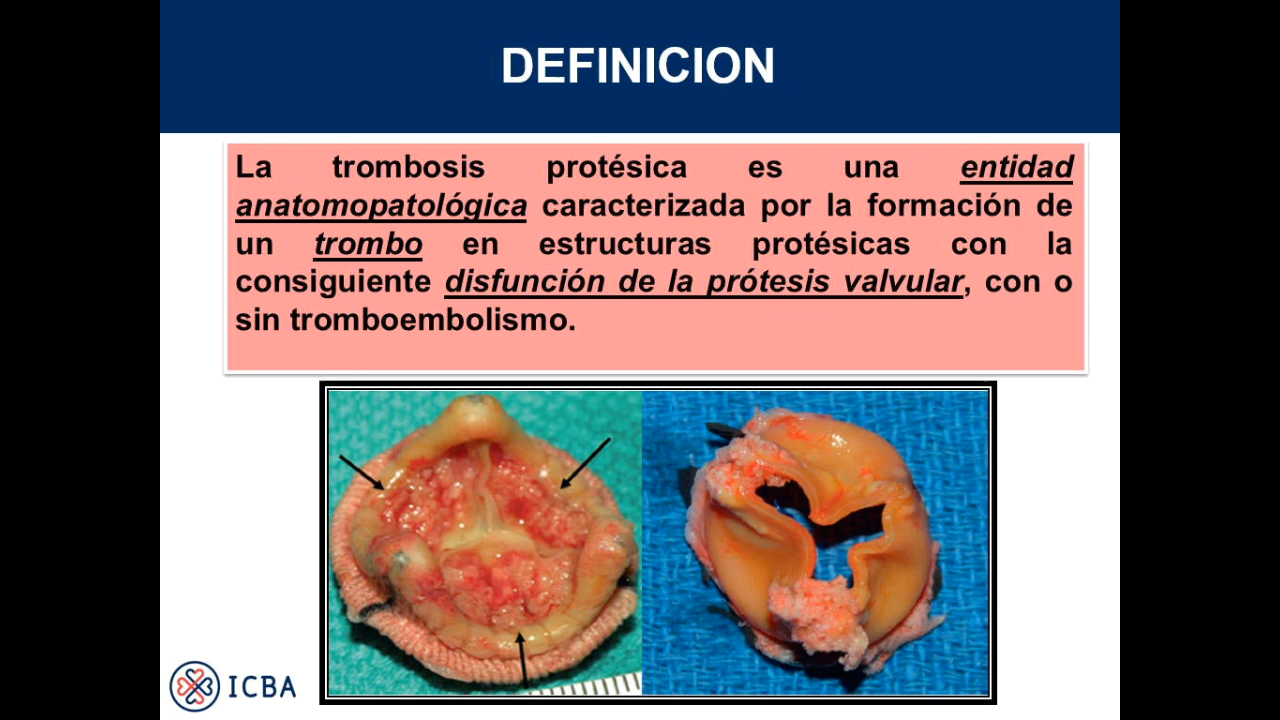 DEFINICION
La trombosis protésica es una entidad
anatomopatológica caracterizada por la formación de
un trombo en estructuras protésicas con la
consiguiente disfunción de la prótesis valvular, con o
sin tromboembolismo.
ICBA